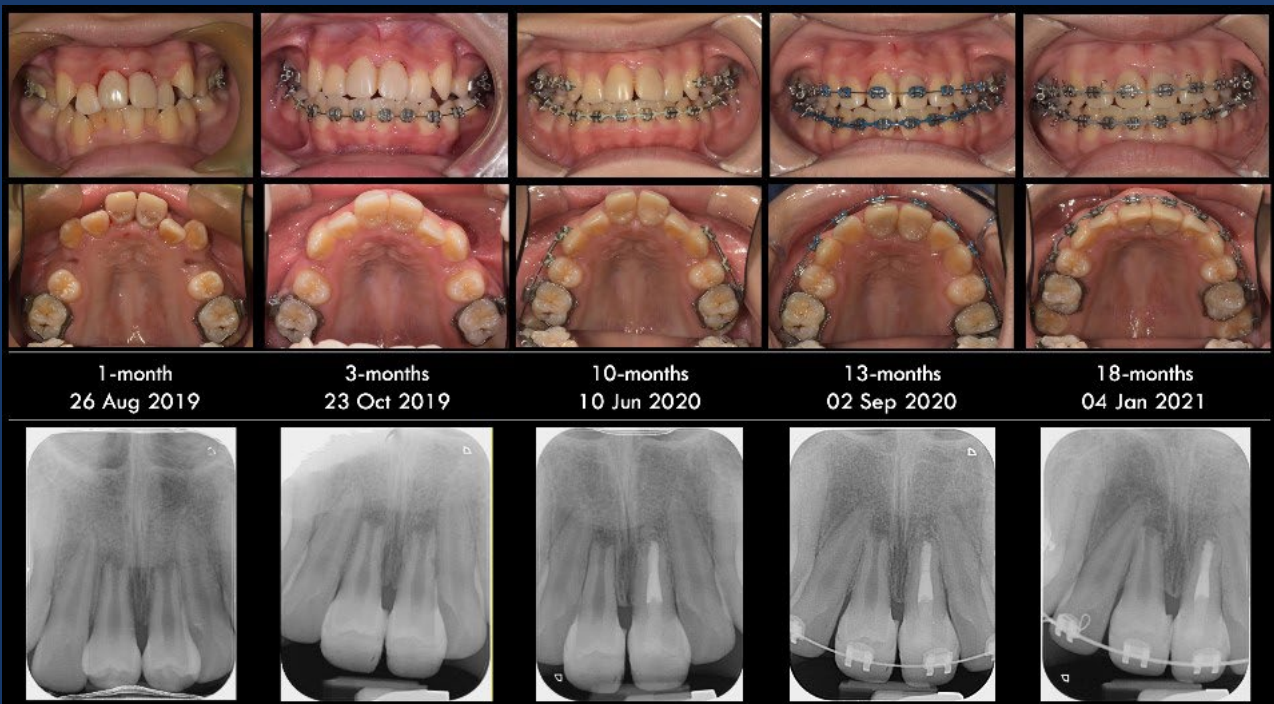 1-month
26 Aug 2019
3-months
23 Oct 2019
10-months
10 Jun 2020
13-months
02 Sep 2020
18-months
04 Jan 2021